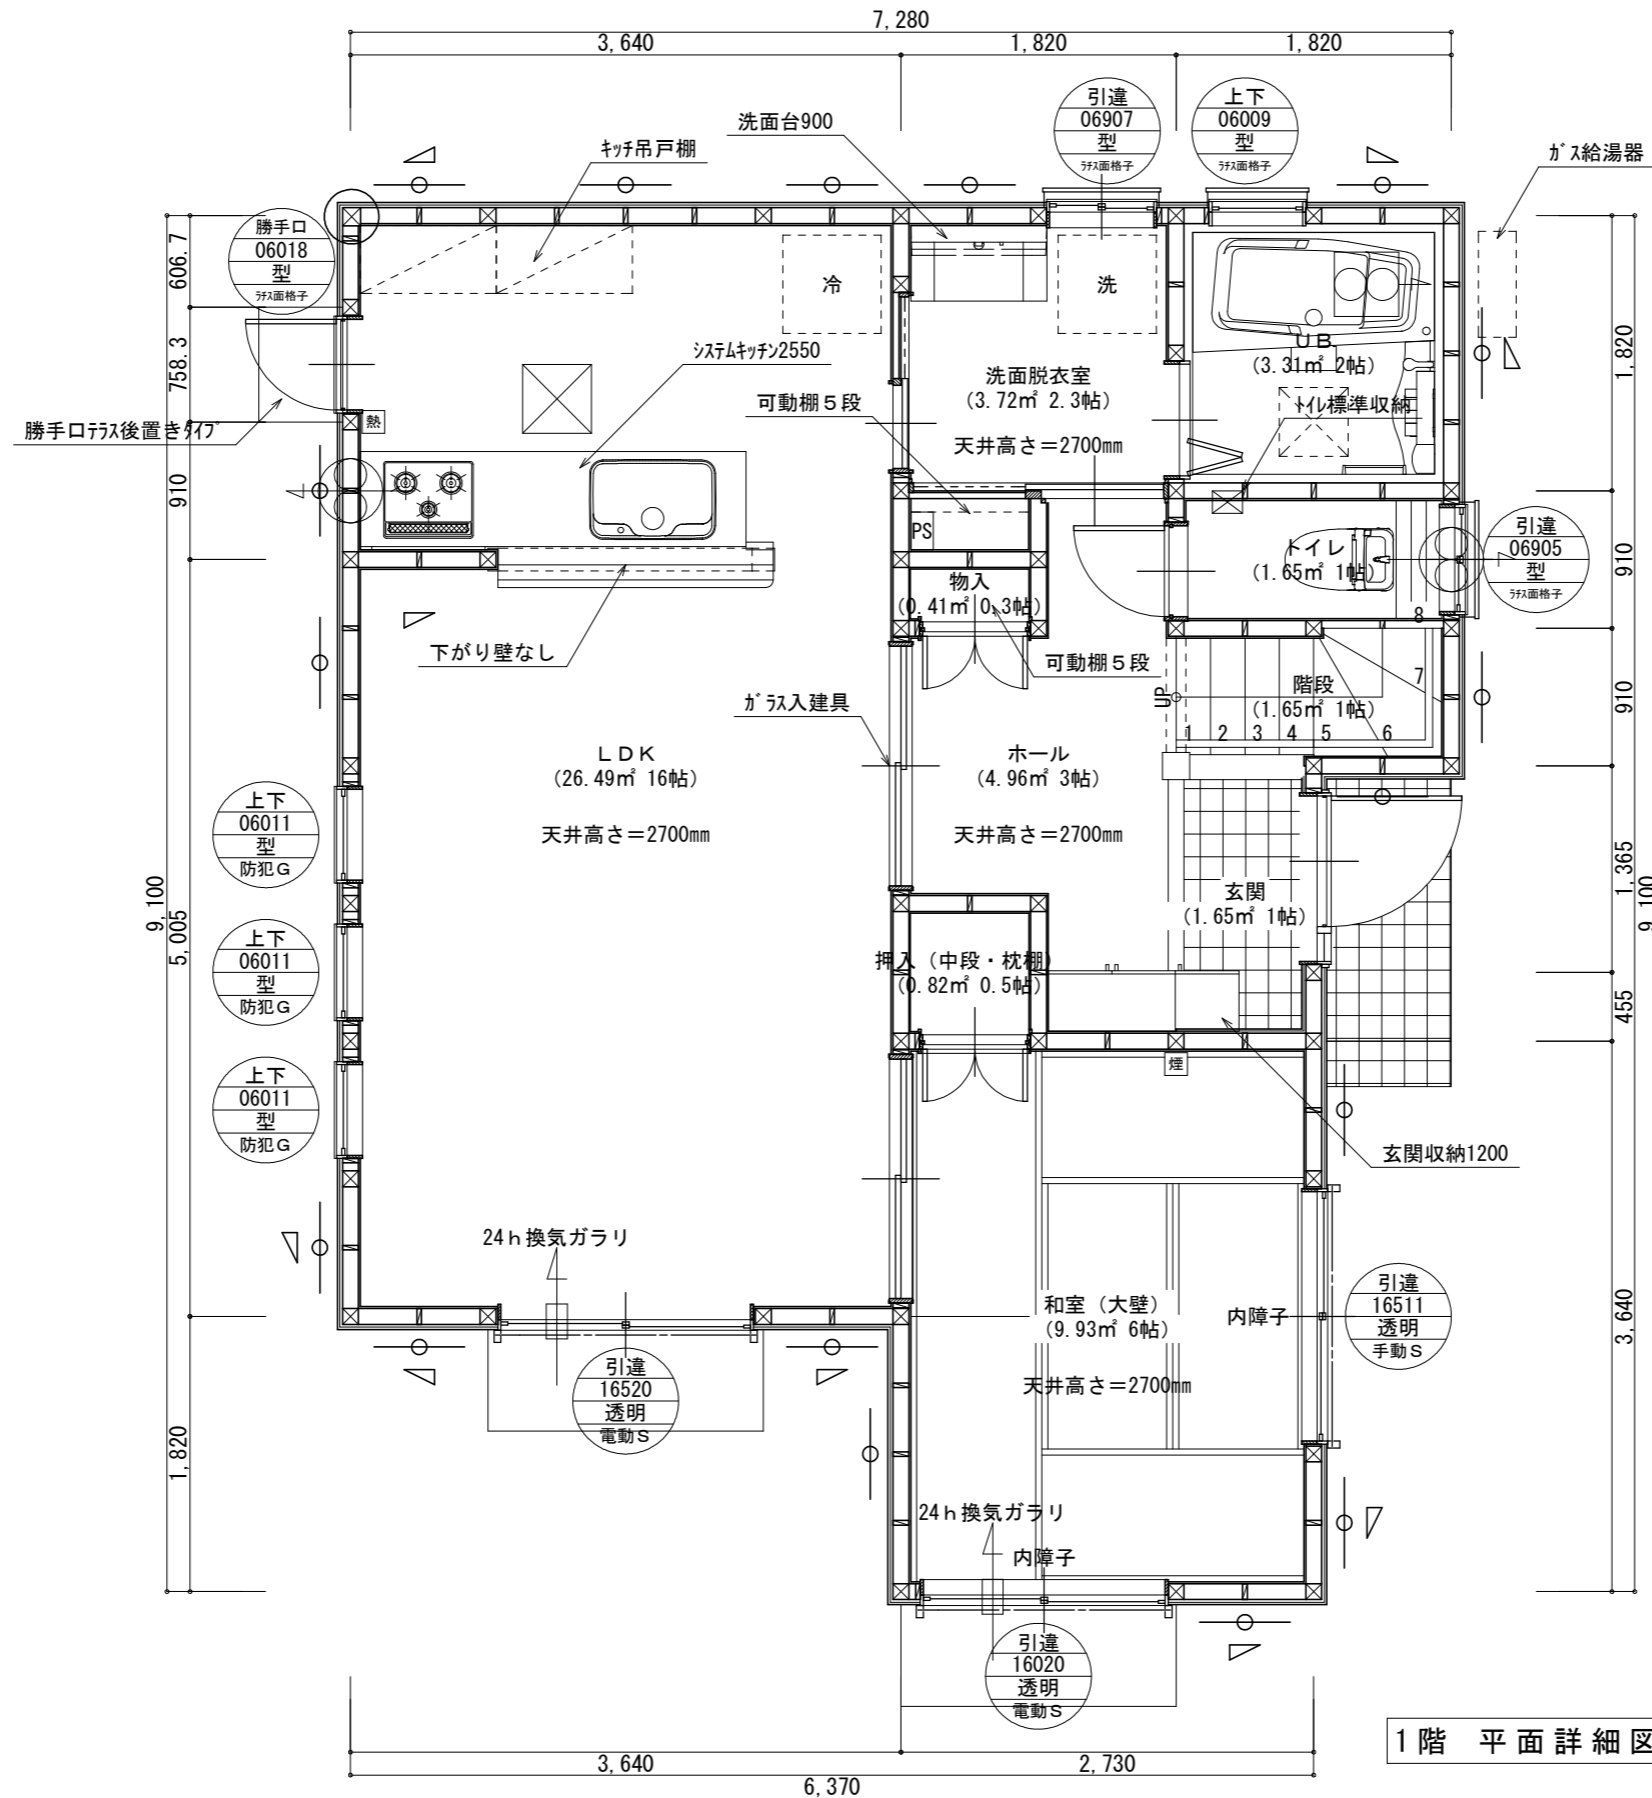 7,280
3,640
1,820
1,820
引違
06907
型
ﾗﾁｽ面格子
上下
06009
型
ﾗﾁｽ面格子
洗面台900
ｷｯﾁ吊戸棚
ｶﾞｽ給湯器
勝手口
06018
型
ﾗﾁｽ面格子
606.7
758.3
910
5,005
1,820
9,100
冷
洗
ＵＢ
(3.31㎡ 2帖)
ｼｽﾃﾑｷｯﾁﾝ2550
洗面脱衣室
(3.72㎡ 2.3帖)
天井高さ＝2700㎜
可動棚５段
ﾄｲﾚ標準収納
勝手口ﾃﾗｽ後置きﾀｲﾌﾟ
熱
PS
トイレ
(1.65㎡ 1帖)
引違
06905
型
ﾗﾁｽ面格子
物入
(0.41㎡ 0.3帖)
下がり壁なし
可動棚５段
階段
(1.65㎡ 1帖)
UP
1
2
3
4
5
6
7
8
ｶﾞﾗｽ入建具
ＬＤＫ
(26.49㎡ 16帖)
天井高さ＝2700㎜
ホール
(4.96㎡ 3帖)
天井高さ＝2700㎜
上下
06011
型
防犯Ｇ
上下
06011
型
防犯Ｇ
上下
06011
型
防犯Ｇ
玄関
(1.65㎡ 1帖)
押入（中段・枕棚）
(0.82㎡ 0.5帖)
煙
玄関収納1200
24ｈ換気ガラリ
和室（大壁）
(9.93㎡ 6帖)
天井高さ＝2700㎜
内障子
引違
16511
透明
手動Ｓ
引違
16520
透明
電動Ｓ
24ｈ換気ガラリ
内障子
引違
16020
透明
電動Ｓ
1,820
910
910
1,365
455
3,640
9,100
3,640
2,730
6,370
1階　平面詳細図